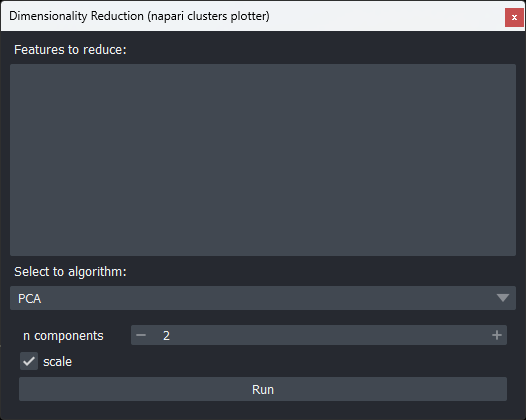 Dimensionality Reduction (napari clusters plotter)
Features to reduce:
Select to algorithm:
PCA
n components
2
scale
Run